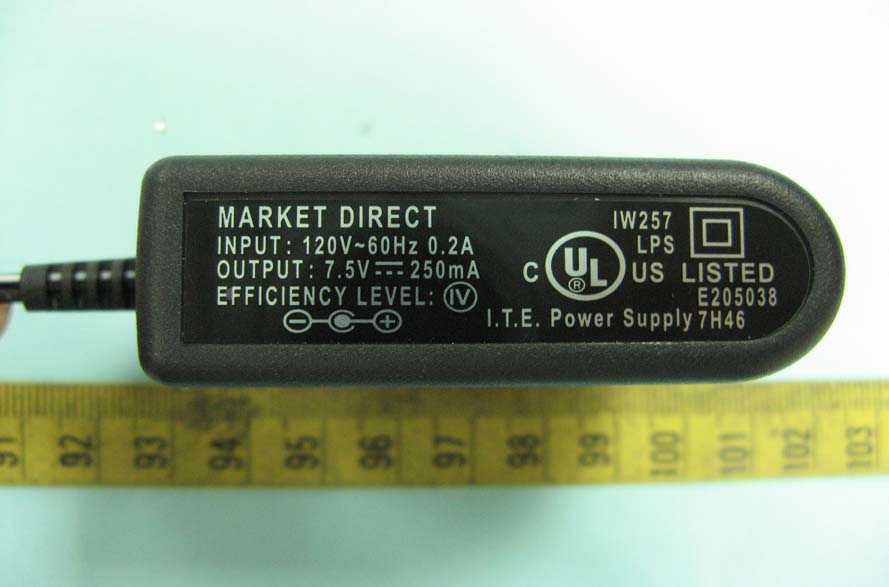 MARKET DIRECT
INPUT : 120V~60Hz 0.2A
OUTPUT : 7.5V⎓250mA
EFFICIENCY LEVEL: IV
IW257
LPS
C UL ® US LISTED
E205038
I.T.E. Power Supply 7H46
91 92 93 94 95 96 97 98 99 100 101 102 103